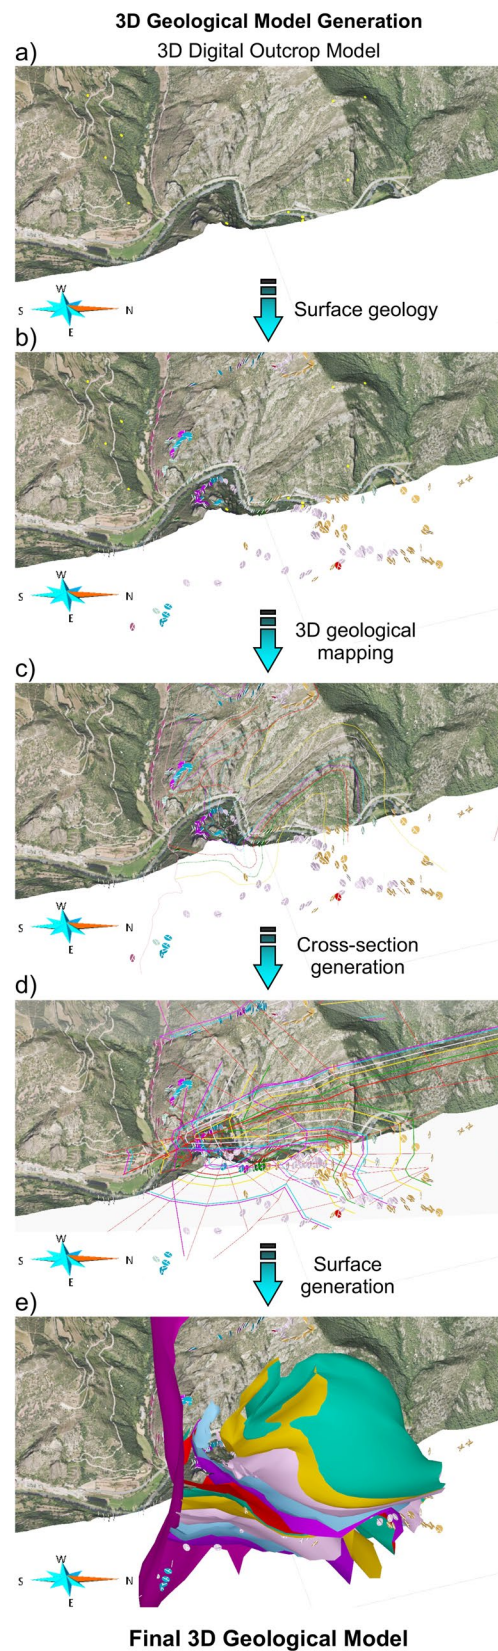 3D Geological Model Generation
3D Digital Outcrop Model
a)
W
S
N
E
Surface geology
b)
W
S
N
E
3D geological
mapping
c)
W
S
N
E
Cross-section
generation
d)
W
S
N
E
Surface
generation
e)
W
S
N
E
Final 3D Geological Model